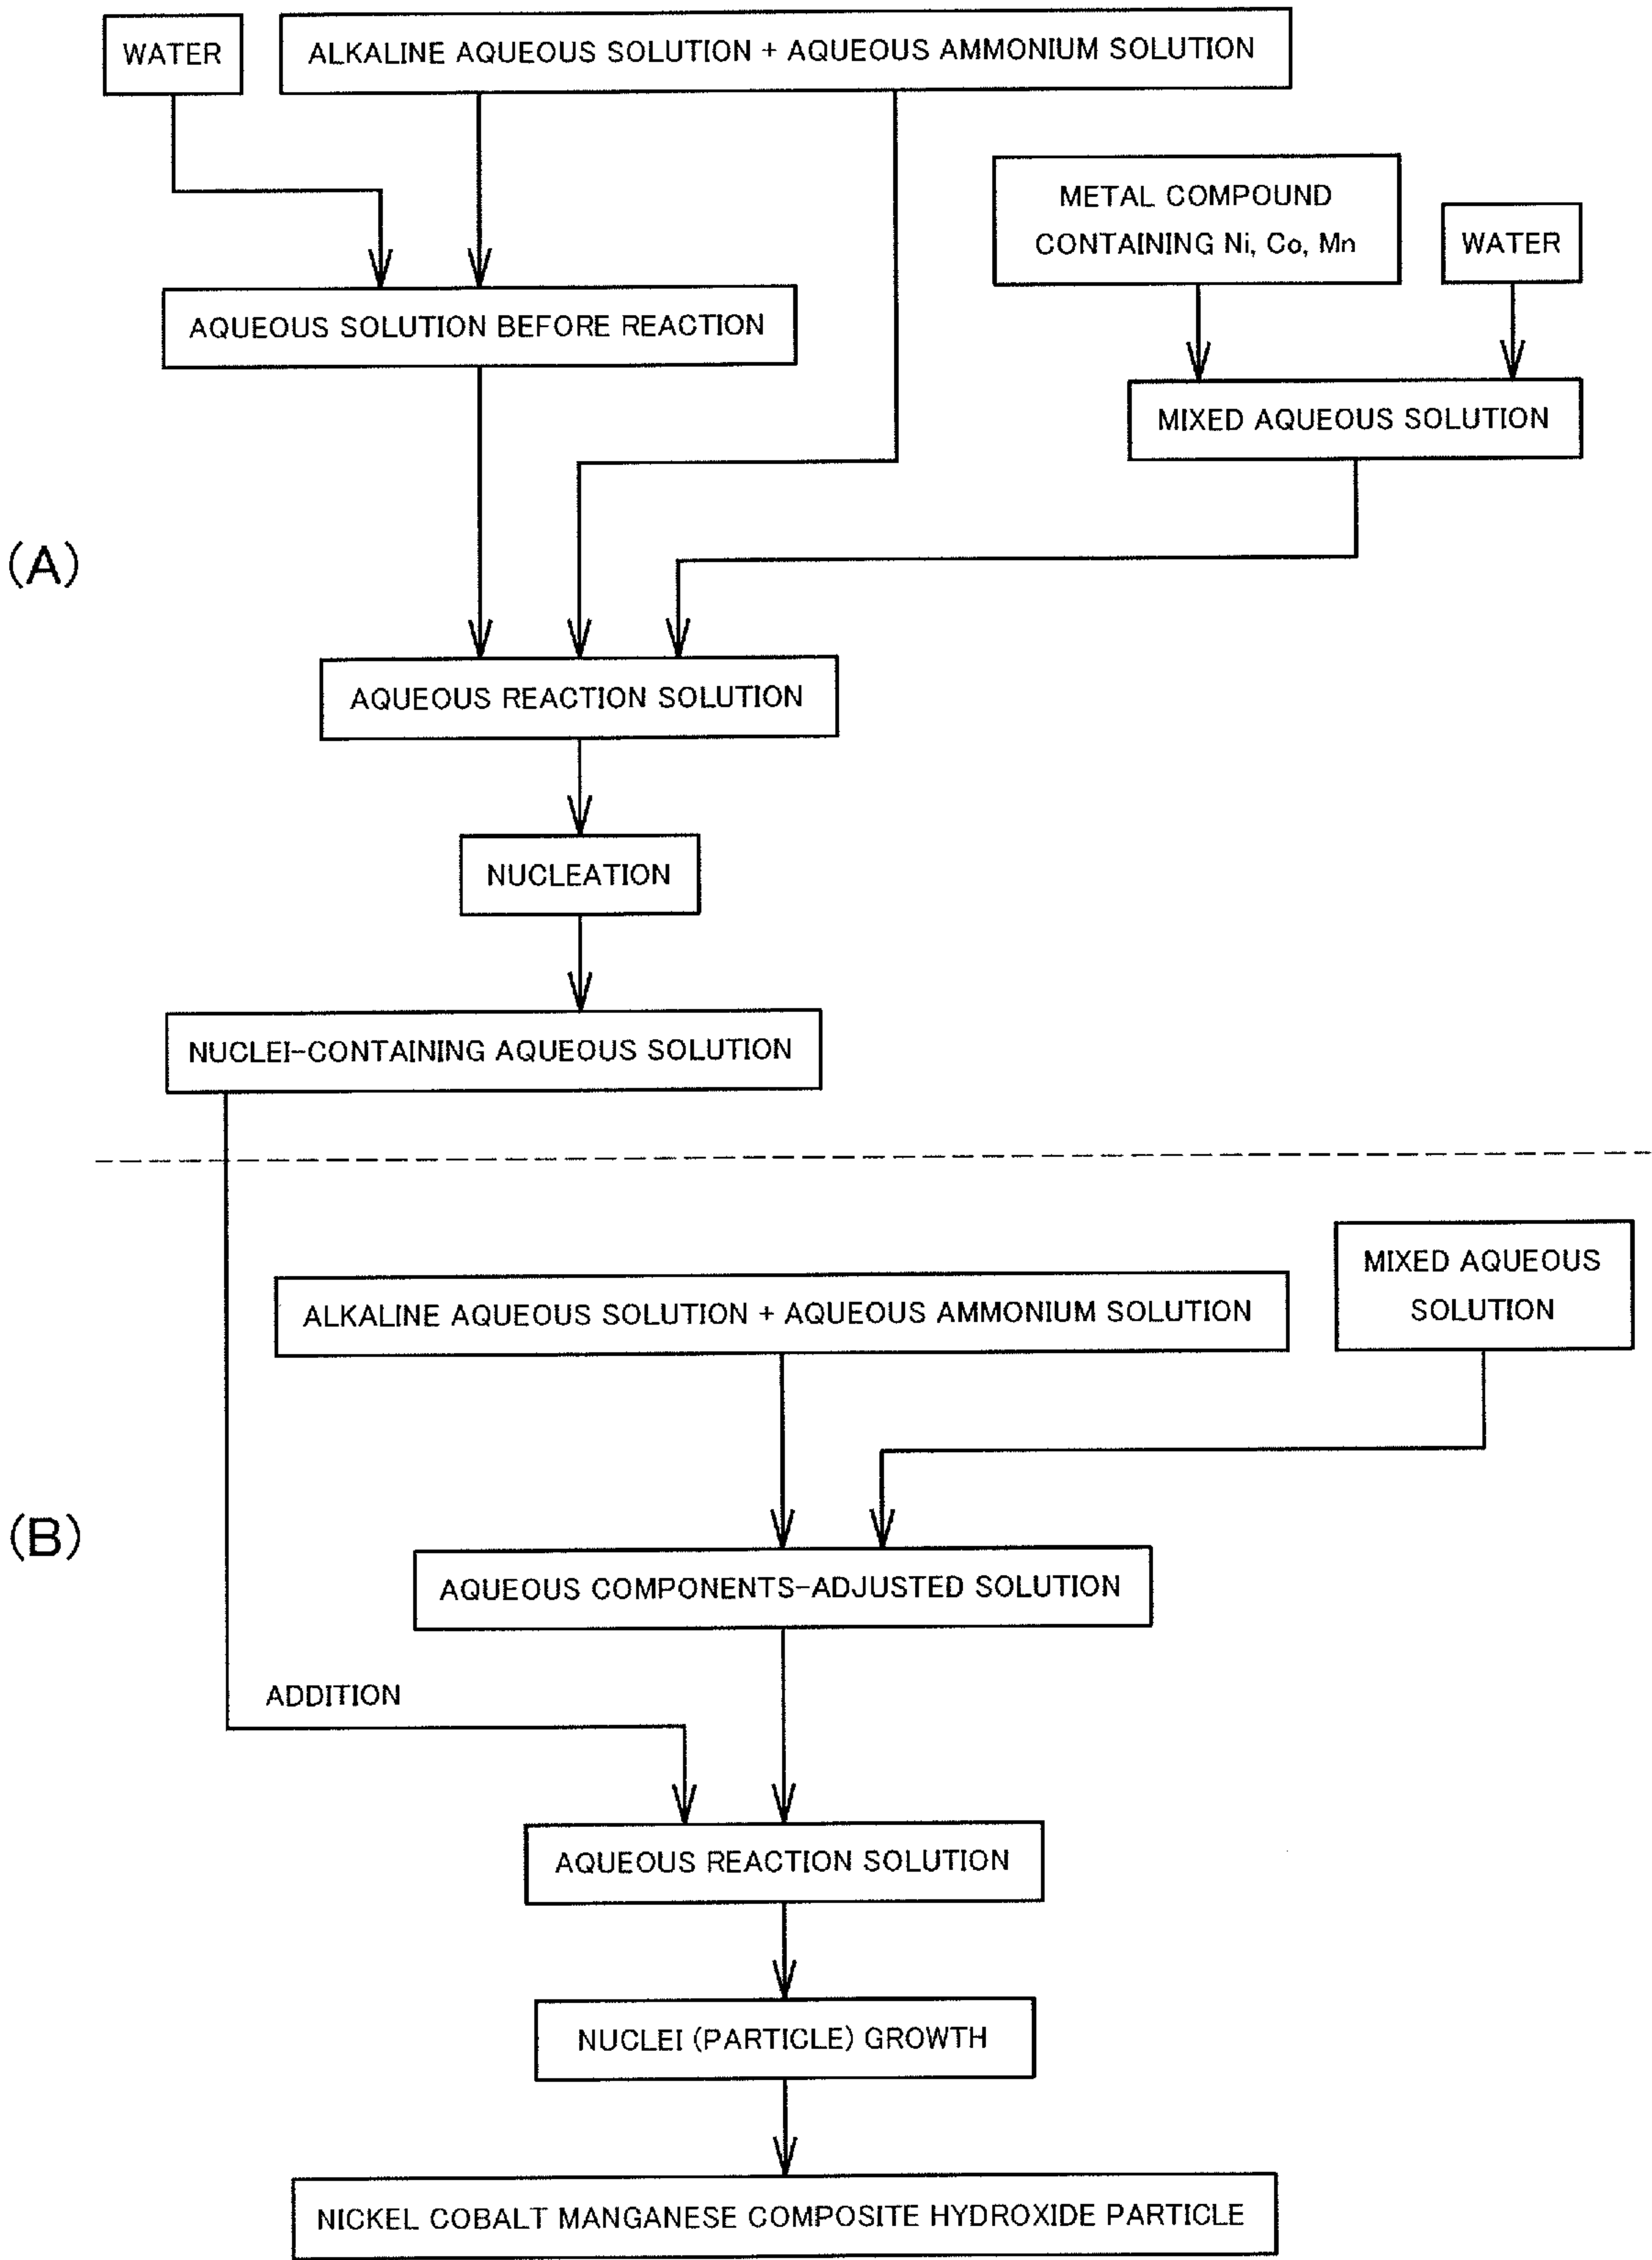 WATER
ALKALINE AQUEOUS SOLUTION + AQUEOUS AMMONIUM SOLUTION
METAL COMPOUND
CONTAINING Ni, Co, Mn
WATER
AQUEOUS SOLUTION BEFORE REACTION
MIXED AQUEOUS SOLUTION
(A)
AQUEOUS REACTION SOLUTION
NUCLEATION
NUCLEI-CONTAINING AQUEOUS SOLUTION
MIXED AQUEOUS
SOLUTION
ALKALINE AQUEOUS SOLUTION + AQUEOUS AMMONIUM SOLUTION
(B)
AQUEOUS COMPONENTS-ADJUSTED SOLUTION
ADDITION
AQUEOUS REACTION SOLUTION
NUCLEI (PARTICLE) GROWTH
NICKEL COBALT MANGANESE COMPOSITE HYDROXIDE PARTICLE